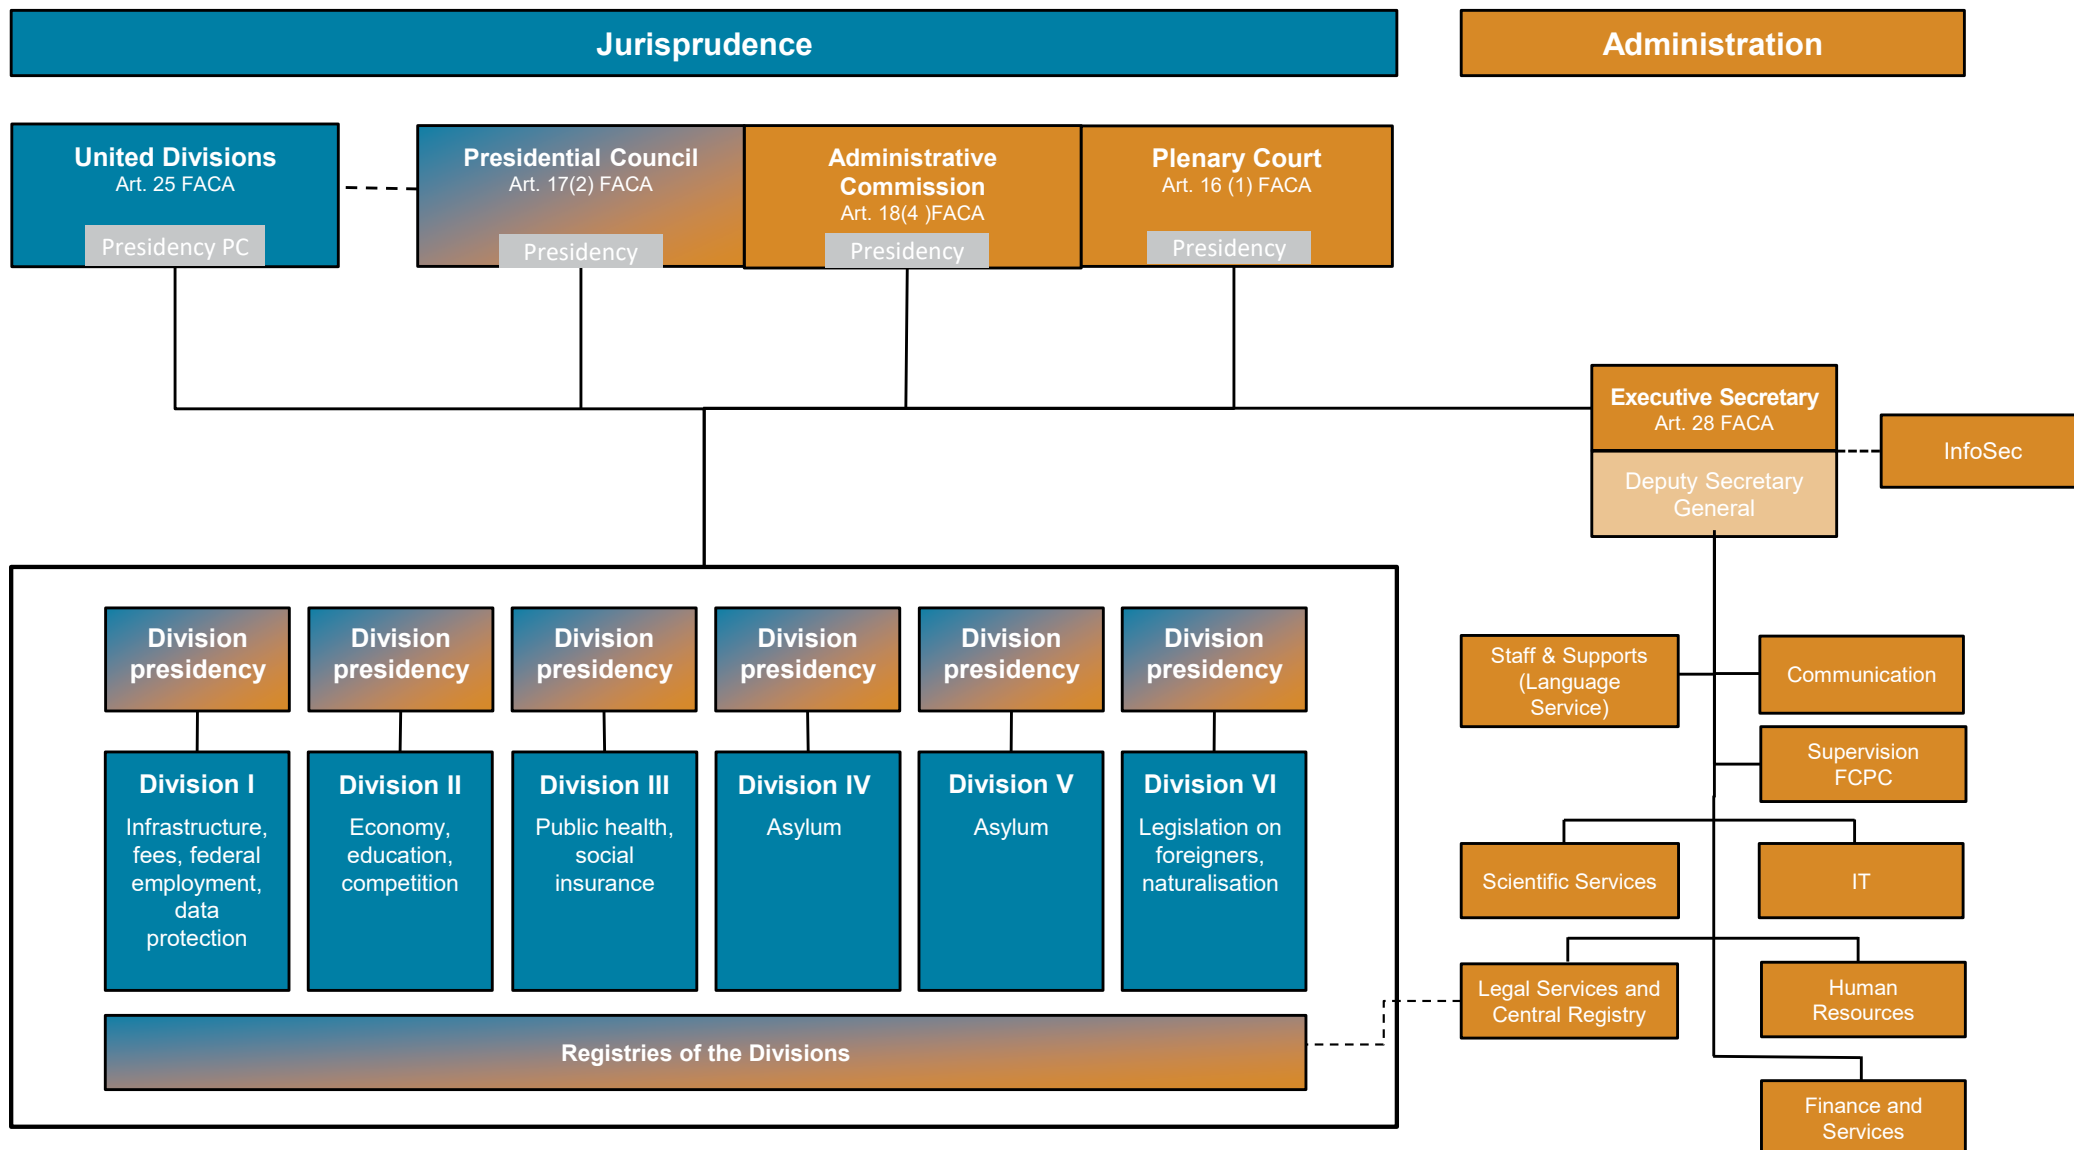 Jurisprudence
Administration
United Divisions
Art. 25 FACA
Presidency PC
Presidential Council
Art. 17(2) FACA
Presidency
Administrative
Commission
Art. 18(4 )FACA
Presidency
Plenary Court
Art. 16 (1) FACA
Presidency
Executive Secretary
Art. 28 FACA
Deputy Secretary
General
InfoSec
Division
presidency
Division
presidency
Division
presidency
Division
presidency
Division
presidency
Division
presidency
Division I
Infrastructure,
fees, federal
employment,
data
protection
Division II
Economy,
education,
competition
Division III
Public health,
social
insurance
Division IV
Asylum
Division V
Asylum
Division VI
Legislation on
foreigners,
naturalisation
Registries of the Divisions
Staff & Supports
(Language
Service)
Communication
Supervision
FCPC
Scientific Services
IT
Legal Services and
Central Registry
Human
Resources
Finance and
Services